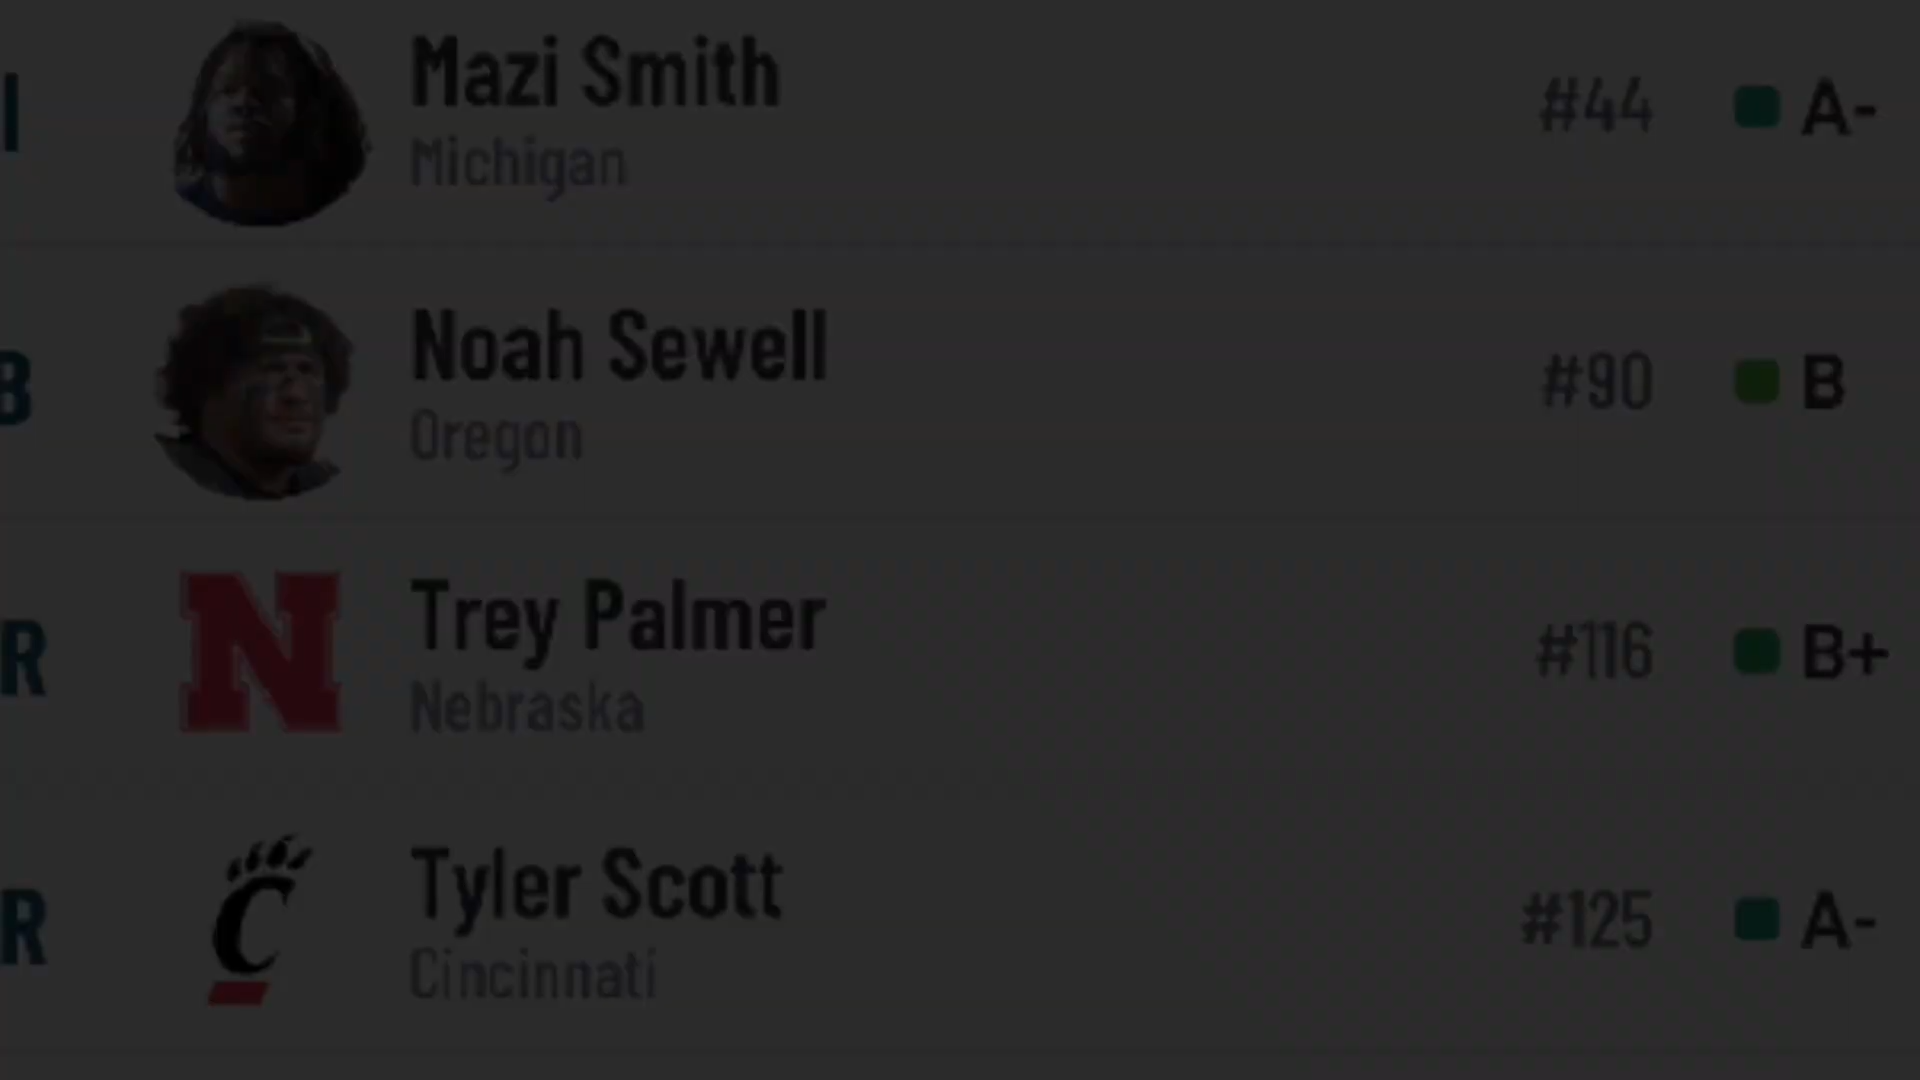 I
Mazi Smith
Michigan
#44
A-
B
Noah Sewell
Oregon
#90
B
R
N
Trey Palmer
Nebraska
#116
B+
R
C
Tyler Scott
Cincinnati
#125
A-